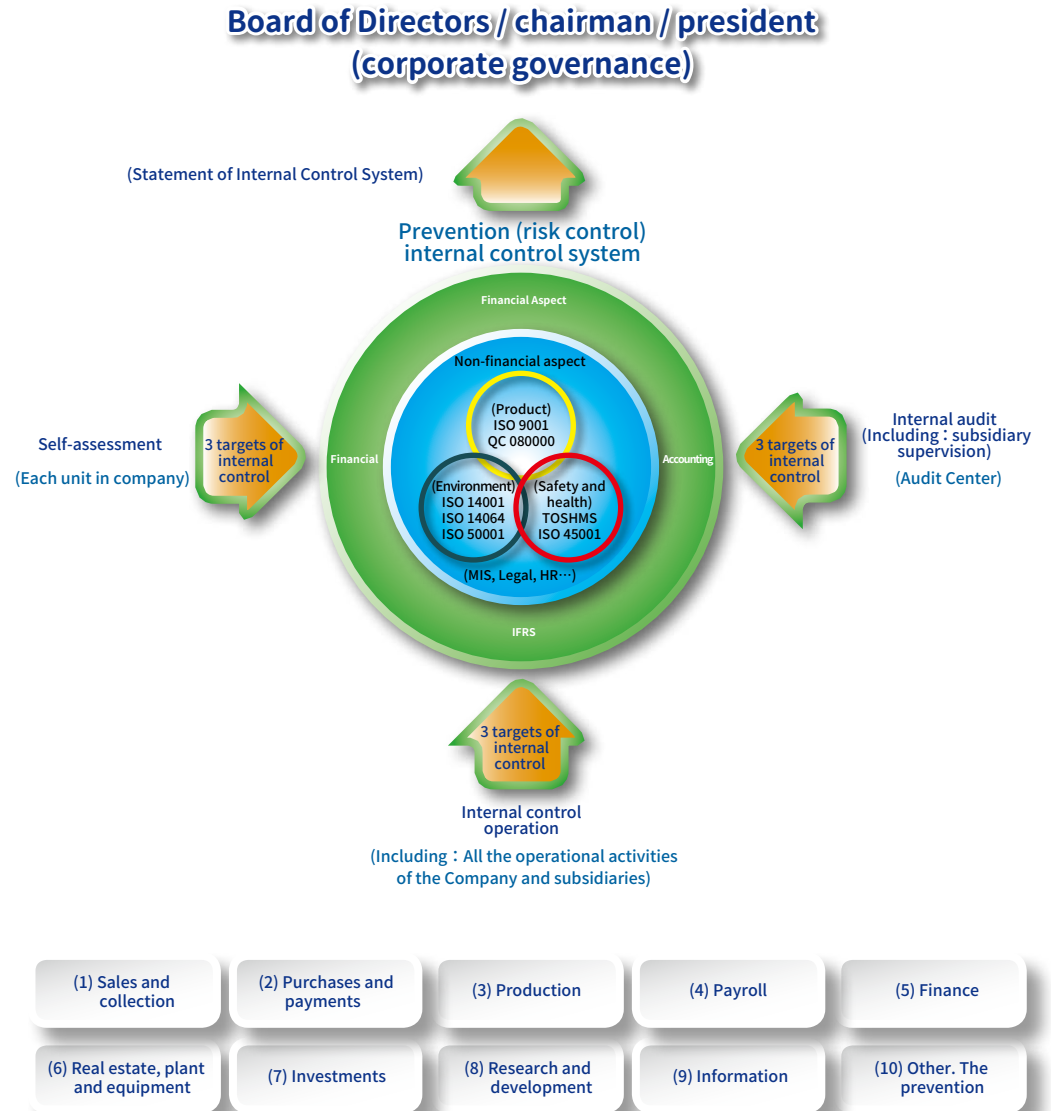 Board of Directors / chairman / president
(corporate governance)
(Statement of Internal Control System)
Prevention (risk control)
internal control system
Financial Aspect
Non-financial aspect
(Product)
ISO 9001
QC 080000
Self-assessment
(Each unit in company)
3 targets of
internal
control
Financial
(Environment)
ISO 14001
ISO 14064
ISO 50001
(Safety and
health)
TOSHMS
ISO 45001
Accounting
3 targets of
internal
control
Internal audit
(Including：subsidiary
supervision)
(Audit Center)
(MIS, Legal, HR⋯)
IFRS
3 targets of
internal
control
Internal control
operation
(Including：All the operational activities
of the Company and subsidiaries)
(1) Sales and
collection
(2) Purchases and
payments
(3) Production
(4) Payroll
(5) Finance
(6) Real estate, plant
and equipment
(7) Investments
(8) Research and
development
(9) Information
(10) Other. The
prevention